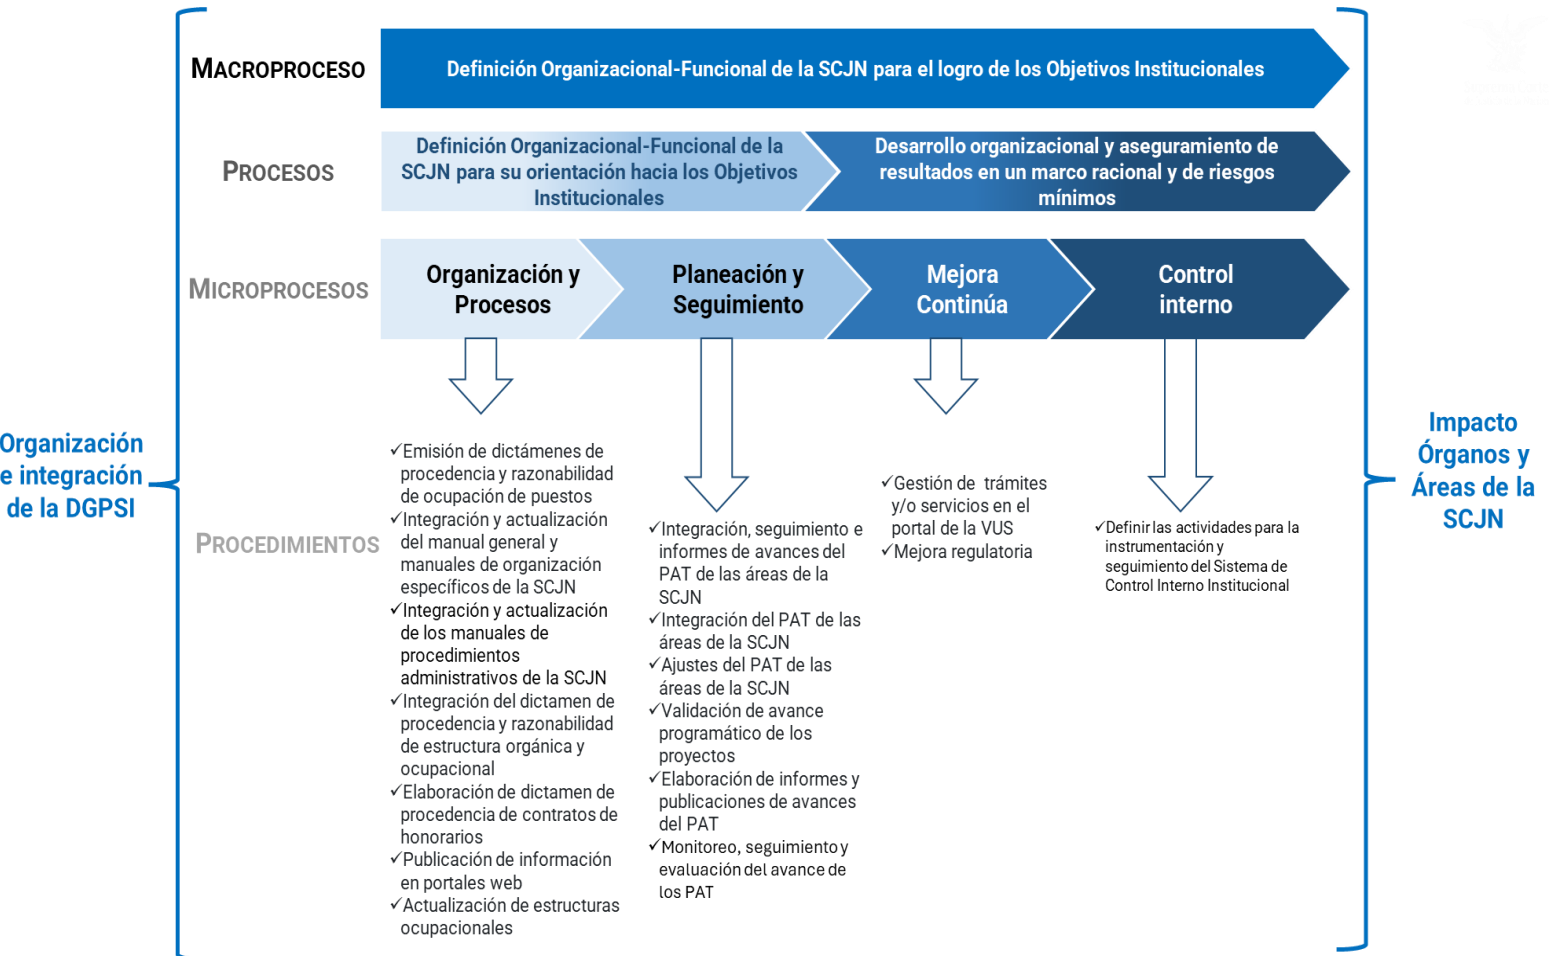 MACROPROCESO
Definición Organizacional-Funcional de la SCJN para el logro de los Objetivos Institucionales
PROCESOS
Definición Organizacional-Funcional de la
SCJN para su orientación hacia los Objetivos
Institucionales
Desarrollo organizacional y aseguramiento de
resultados en un marco racional y de riesgos
mínimos
MICROPROCESOS
Organización y
Procesos
Planeación y
Seguimiento
Mejora
Continúa
Control
interno
Organización
e integración
de la DGPSI
PROCEDIMIENTOS
✓Emisión de dictámenes de
procedencia y razonabilidad
de ocupación de puestos
✓Integración y actualización
del manual general y
manuales de organización
específicos de la SCJN
✓Integración y actualización
de los manuales de
procedimientos
administrativos de la SCJN
✓Integración del dictamen de
procedencia y razonabilidad
de estructura orgánica y
ocupacional
✓Elaboración de dictamen de
procedencia de contratos de
honorarios
✓Publicación de información
en portales web
✓Actualización de estructuras
ocupacionales
✓Integración, seguimiento e
informes de avances del
PAT de las áreas de la
SCJN
✓Integración del PAT de las
áreas de la SCJN
✓Ajustes del PAT de las
áreas de la SCJN
✓Validación de avance
programático de los
proyectos
✓Elaboración de informes y
publicaciones de avances
del PAT
✓Monitoreo, seguimiento y
evaluación del avance de
los PAT
✓Gestión de trámites
y/o servicios en el
portal de la VUS
✓Mejora regulatoria
✓Definir las actividades para la
instrumentación y
seguimiento del Sistema de
Control Interno Institucional
Impacto
Órganos y
Áreas de la
SCJN